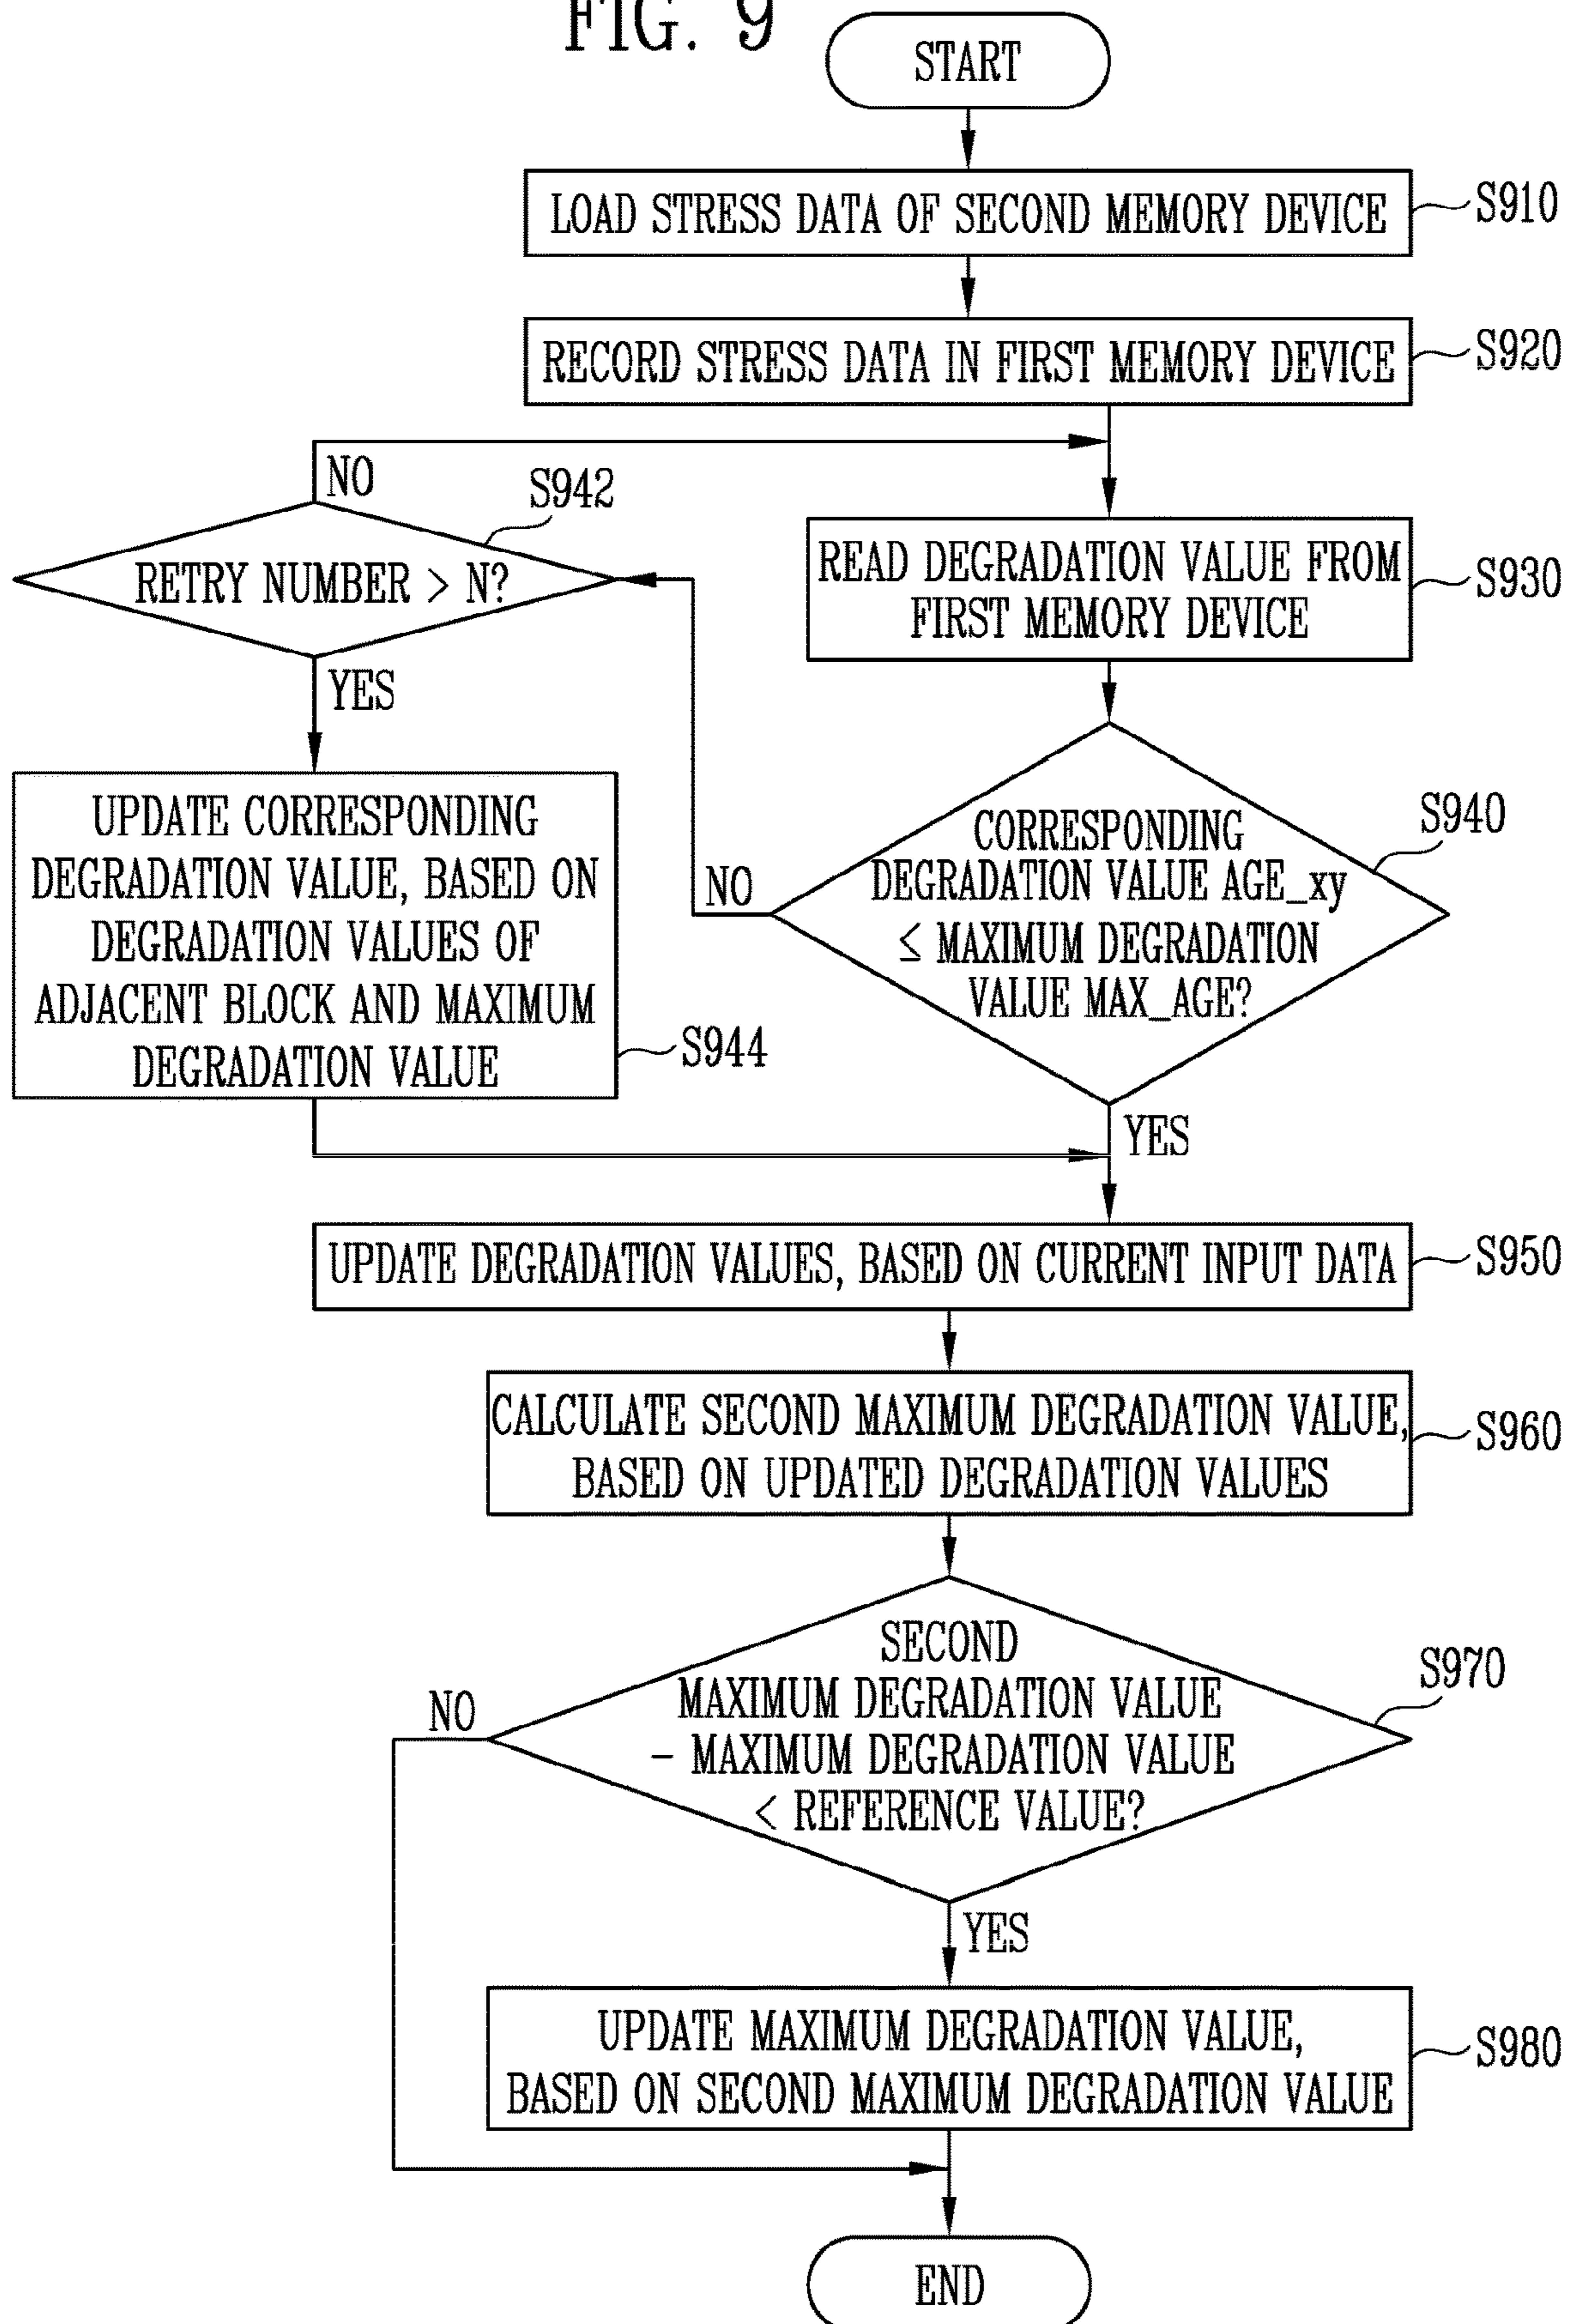 FIG. 9
START
LOAD STRESS DATA OF SECOND MEMORY DEVICE
S910
RECORD STRESS DATA IN FIRST MEMORY DEVICE
S920
NO
S942
RETRY NUMBER > N?
YES
READ DEGRADATION VALUE FROM
FIRST MEMORY DEVICE
S930
UPDATE CORRESPONDING
DEGRADATION VALUE, BASED ON
DEGRADATION VALUES OF
ADJACENT BLOCK AND MAXIMUM
DEGRADATION VALUE
S944
NO
CORRESPONDING
DEGRADATION VALUE AGE_xy
≤ MAXIMUM DEGRADATION
VALUE MAX_AGE?
S940
YES
UPDATE DEGRADATION VALUES, BASED ON CURRENT INPUT DATA
S950
CALCULATE SECOND MAXIMUM DEGRADATION VALUE,
BASED ON UPDATED DEGRADATION VALUES
S960
SECOND
MAXIMUM DEGRADATION VALUE
- MAXIMUM DEGRADATION VALUE
< REFERENCE VALUE?
S970
NO
YES
UPDATE MAXIMUM DEGRADATION VALUE,
BASED ON SECOND MAXIMUM DEGRADATION VALUE
S980
END